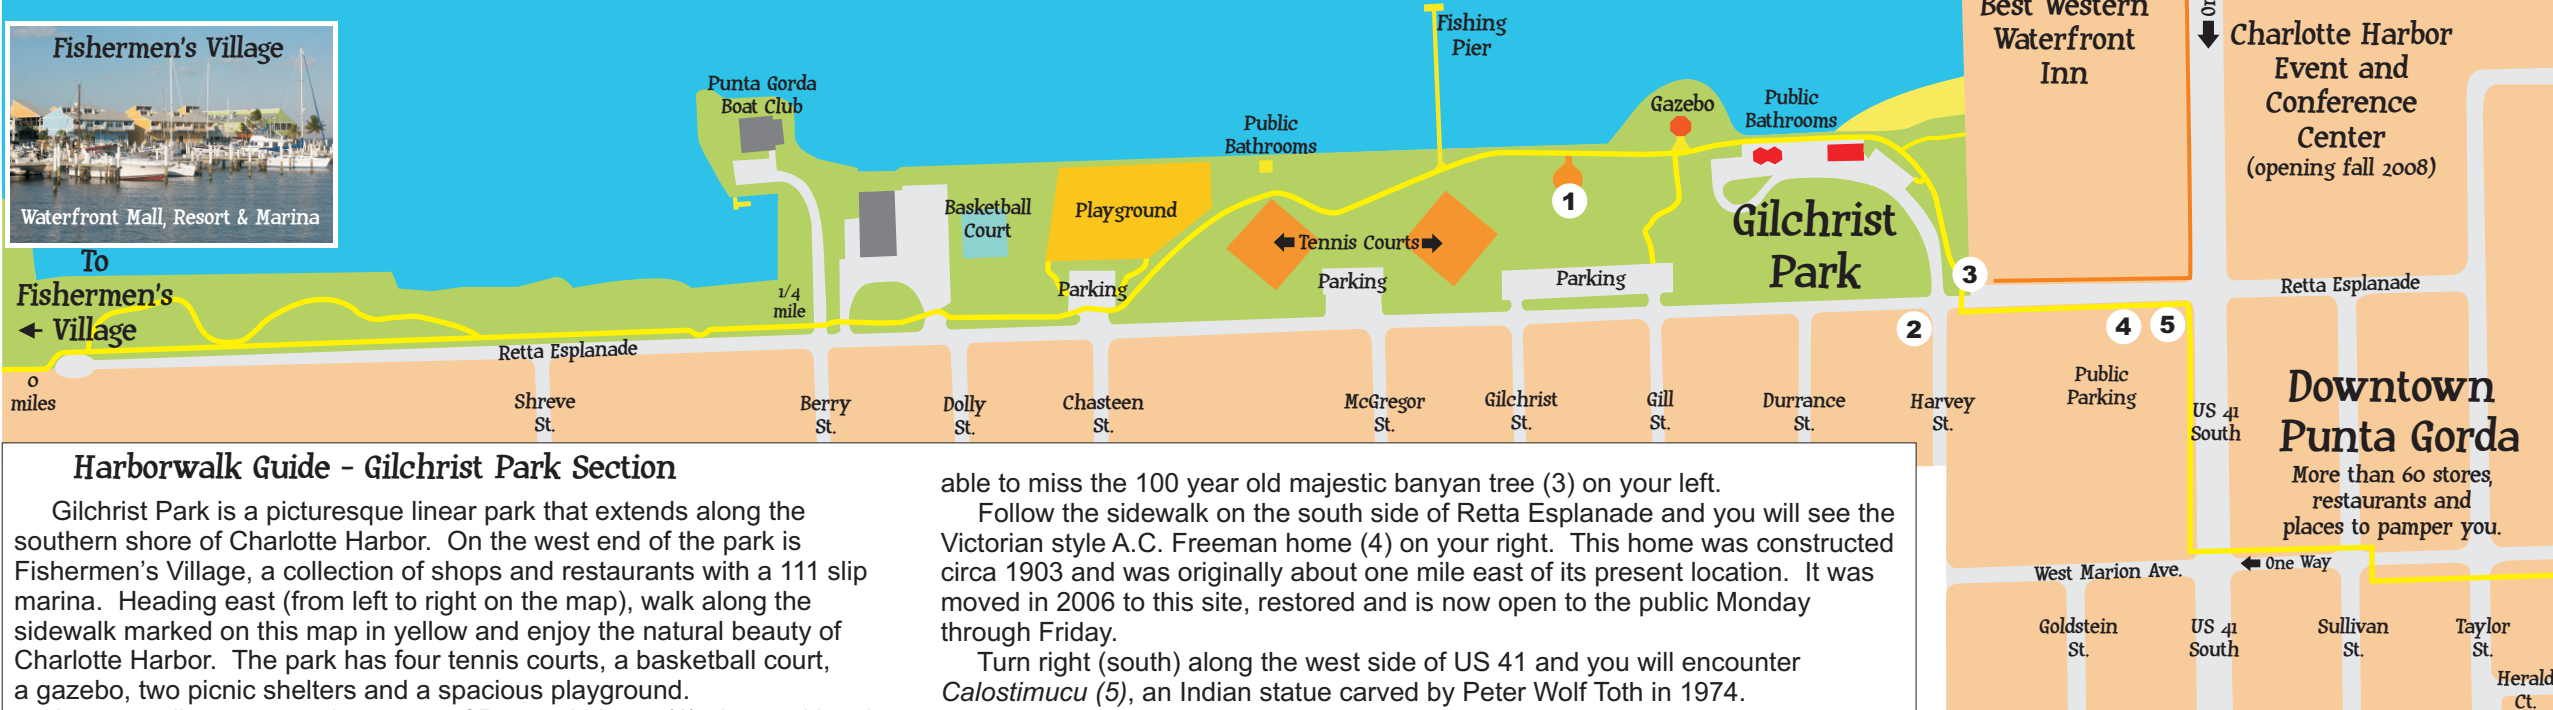 Fishermen's Village
Waterfront Mall, Resort & Marina
To
Fishermen's
Village
0
miles
Punta Gorda
Boat Club
1/4
mile
Retta Esplanade
Basketball
Court
Playground
Parking
Public
Bathrooms
Tennis Courts
Parking
Fishing
Pier
1
Parking
Gazebo
Public
Bathrooms
Gilchrist
Park
2
3
4
5
Best Western
Waterfront
Inn
Charlotte Harbor
Event and
Conference
Center
(opening fall 2008)
Retta Esplanade
Public
Parking
US 41
South
Downtown
Punta Gorda
More than 60 stores,
restaurants and
places to pamper you.
Shreve
St.
Berry
St.
Dolly
St.
Chasteen
St.
McGregor
St.
Gilchrist
St.
Gill
St.
Durrance
St.
Harvey
St.
West Marion Ave.
One Way
Goldstein
St.
US 41
South
Sullivan
St.
Taylor
St.
Herald
Ct.
Harborwalk Guide - Gilchrist Park Section
Gilchrist Park is a picturesque linear park that extends along the
southern shore of Charlotte Harbor. On the west end of the park is
Fishermen's Village, a collection of shops and restaurants with a 111 slip
marina. Heading east (from left to right on the map), walk along the
sidewalk marked on this map in yellow and enjoy the natural beauty of
Charlotte Harbor. The park has four tennis courts, a basketball court,
a gazebo, two picnic shelters and a spacious playground.
able to miss the 100 year old majestic banyan tree (3) on your left.
Follow the sidewalk on the south side of Retta Esplanade and you will see the
Victorian style A.C. Freeman home (4) on your right. This home was constructed
circa 1903 and was originally about one mile east of its present location. It was
moved in 2006 to this site, restored and is now open to the public Monday
through Friday.
Turn right (south) along the west side of US 41 and you will encounter
Calostimucu (5), an Indian statue carved by Peter Wolf Toth in 1974.